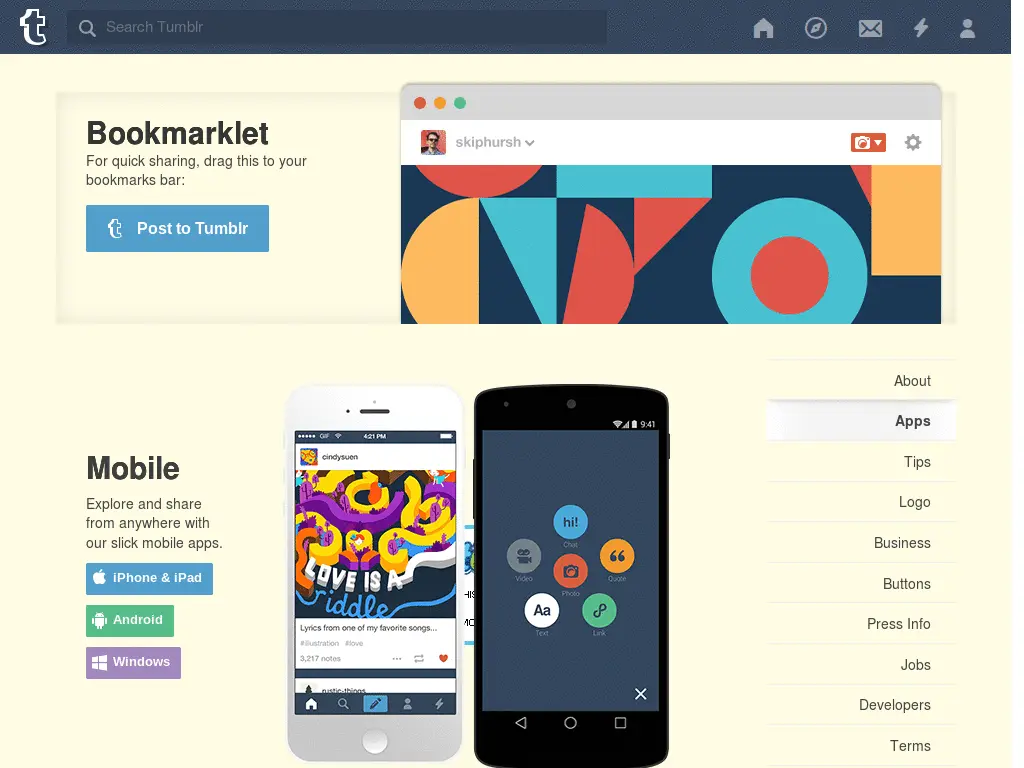 Search Tumblr
Bookmarklet
For quick sharing, drag this to your
bookmarks bar:
Post to Tumblr
skiphursh
About
Apps
Tips
Logo
Business
Buttons
Press Info
Jobs
Developers
Terms
Mobile
Explore and share
from anywhere with
our slick mobile apps.
iPhone & iPad
Android
Windows
GIF
4:21 PM
cindysuen
LOVE IS A
riddle
Lyrics from one of my favorite songs...
#illustration #love
3,217 notes
rustic-things
9:41
hi!
Chat
Video
Quote
Photo
Aa
Text
Link